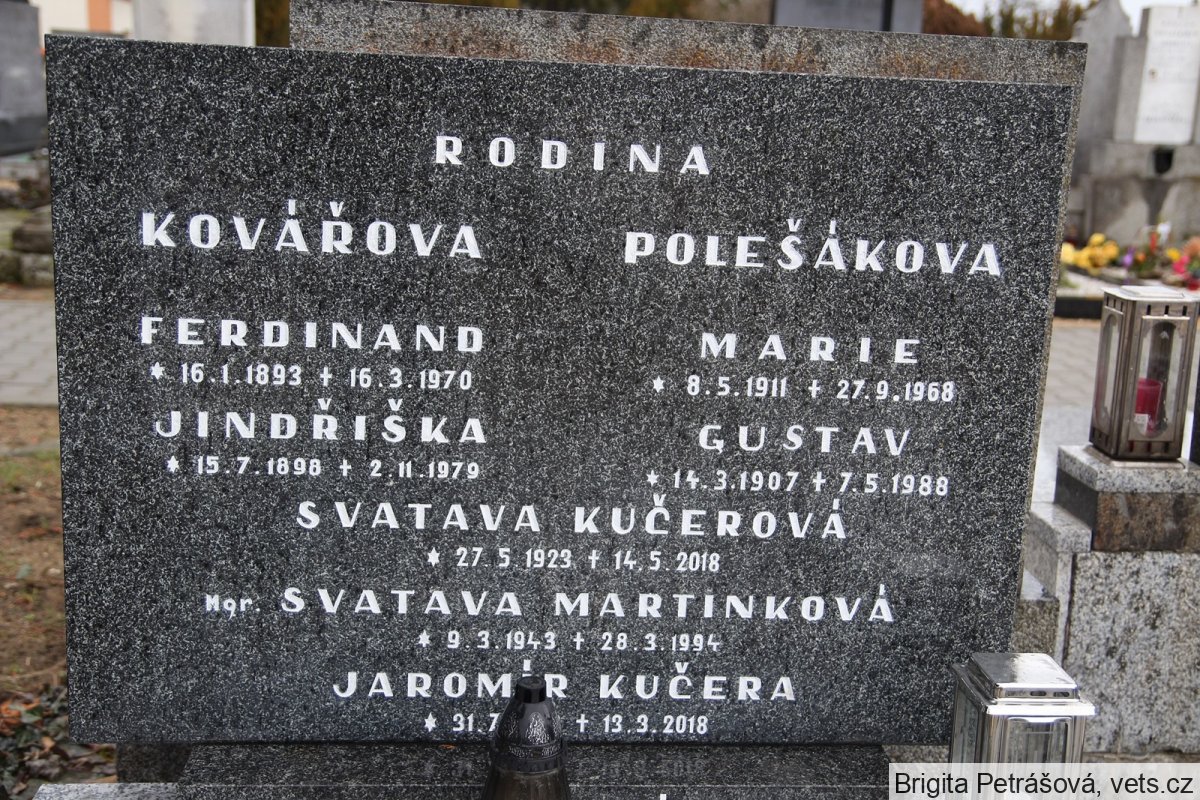 RODINA
KOVÁŘOVA
POLEŠÁKOVA
FERDINAND
* 16.1.1893 + 16.3.1970
JINDŘIŠKA
* 15.7.1898 + 2.11.1979
MARIE
* 8.5.1911 + 27.9.1968
GUSTAV
* 14.3.1907 + 7.5.1988
SVATAVA KUČEROVÁ
* 27 5 1923 + 14.5 2018
Mgr. SVATAVA MARTINKOVÁ
* 9.3.1943 + 28.3.1994
JAROMÍR KUČERA
* 31.7 + 13.3.2018
Brigita Petrášová, vets.cz